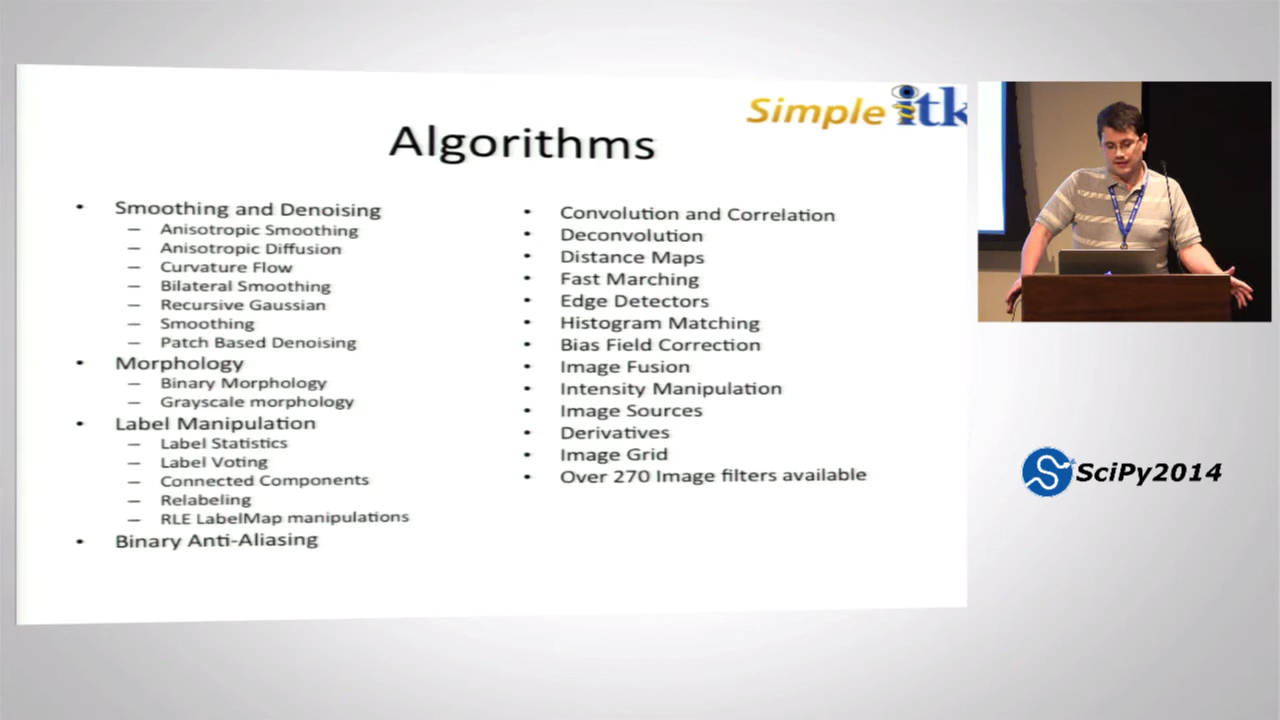 Simple itk
Algorithms
• Smoothing and Denoising
– Anisotropic Smoothing
– Anisotropic Diffusion
– Curvature Flow
– Bilateral Smoothing
– Recursive Gaussian
– Smoothing
– Patch Based Denoising
• Morphology
– Binary Morphology
– Grayscale morphology
• Label Manipulation
– Label Statistics
– Label Voting
– Connected Components
– Relabeling
– RLE LabelMap manipulations
• Binary Anti-Aliasing
• Convolution and Correlation
• Deconvolution
• Distance Maps
• Fast Marching
• Edge Detectors
• Histogram Matching
• Bias Field Correction
• Image Fusion
• Intensity Manipulation
• Image Sources
• Derivatives
• Image Grid
• Over 270 Image filters available
SciPy2014